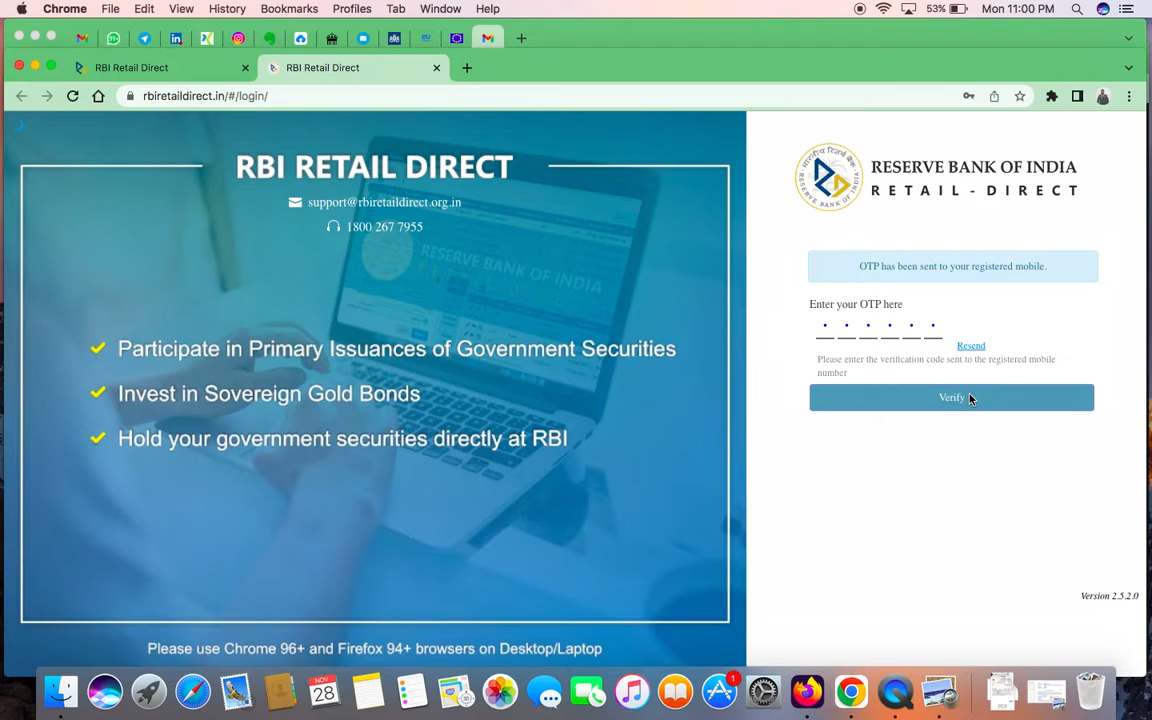 Chrome File Edit View History Bookmarks Profiles Tab Window Help 53% Mon 11:00 PM
RBI Retail Direct RBI Retail Direct
rbiretaildirect.in/#/login/
RBI RETAIL DIRECT
support@rbiretaildirect.org.in
1800 267 7955
Participate in Primary Issuances of Government Securities
Invest in Sovereign Gold Bonds
Hold your government securities directly at RBI
Please use Chrome 96+ and Firefox 94+ browsers on Desktop/Laptop
RESERVE BANK OF INDIA
RETAIL-DIRECT
OTP has been sent to your registered mobile.
Enter your OTP here
Resend
Please enter the verification code sent to the registered mobile
number
Verify
Version 2.5.2.0
NOV
28
1